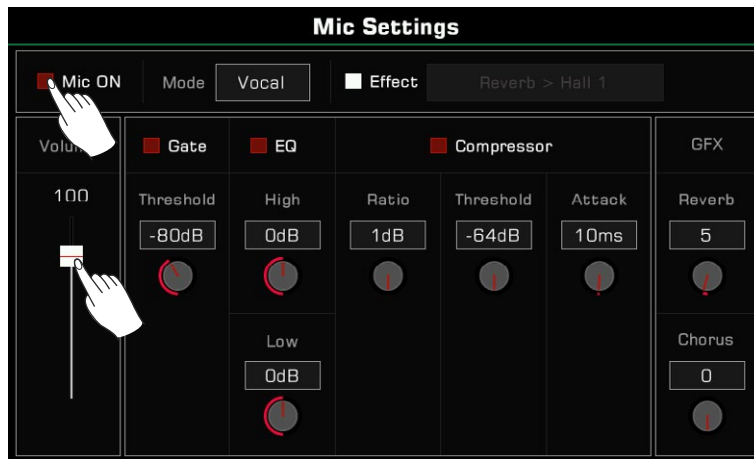 Mic Settings
Mic ON Mode Vocal Effect Reverb > Hall 1
Gate EQ Compressor GFX
100 Threshold High Ratio Threshold Attack Reverb
-80dB 0dB 1dB -64dB 10ms 5
Low Chorus
0dB 0